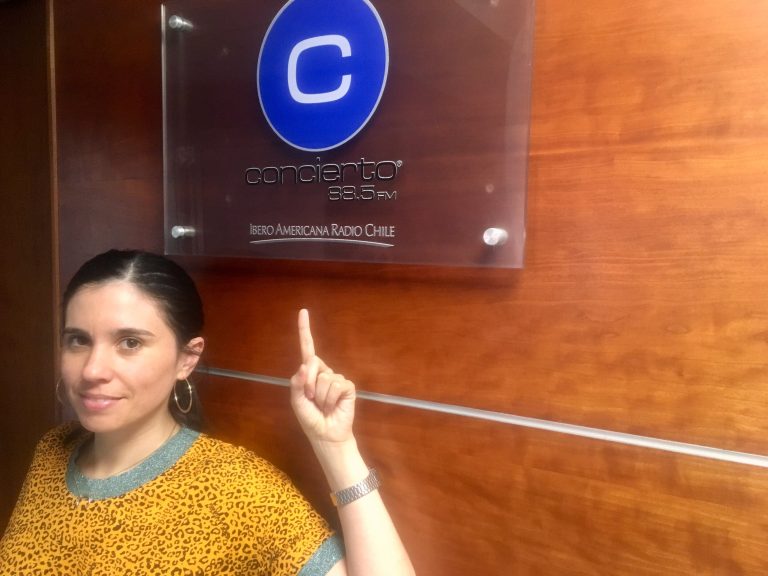 c
concierto®
88.5 FM
IBERO AMERICANA RADIO CHILE